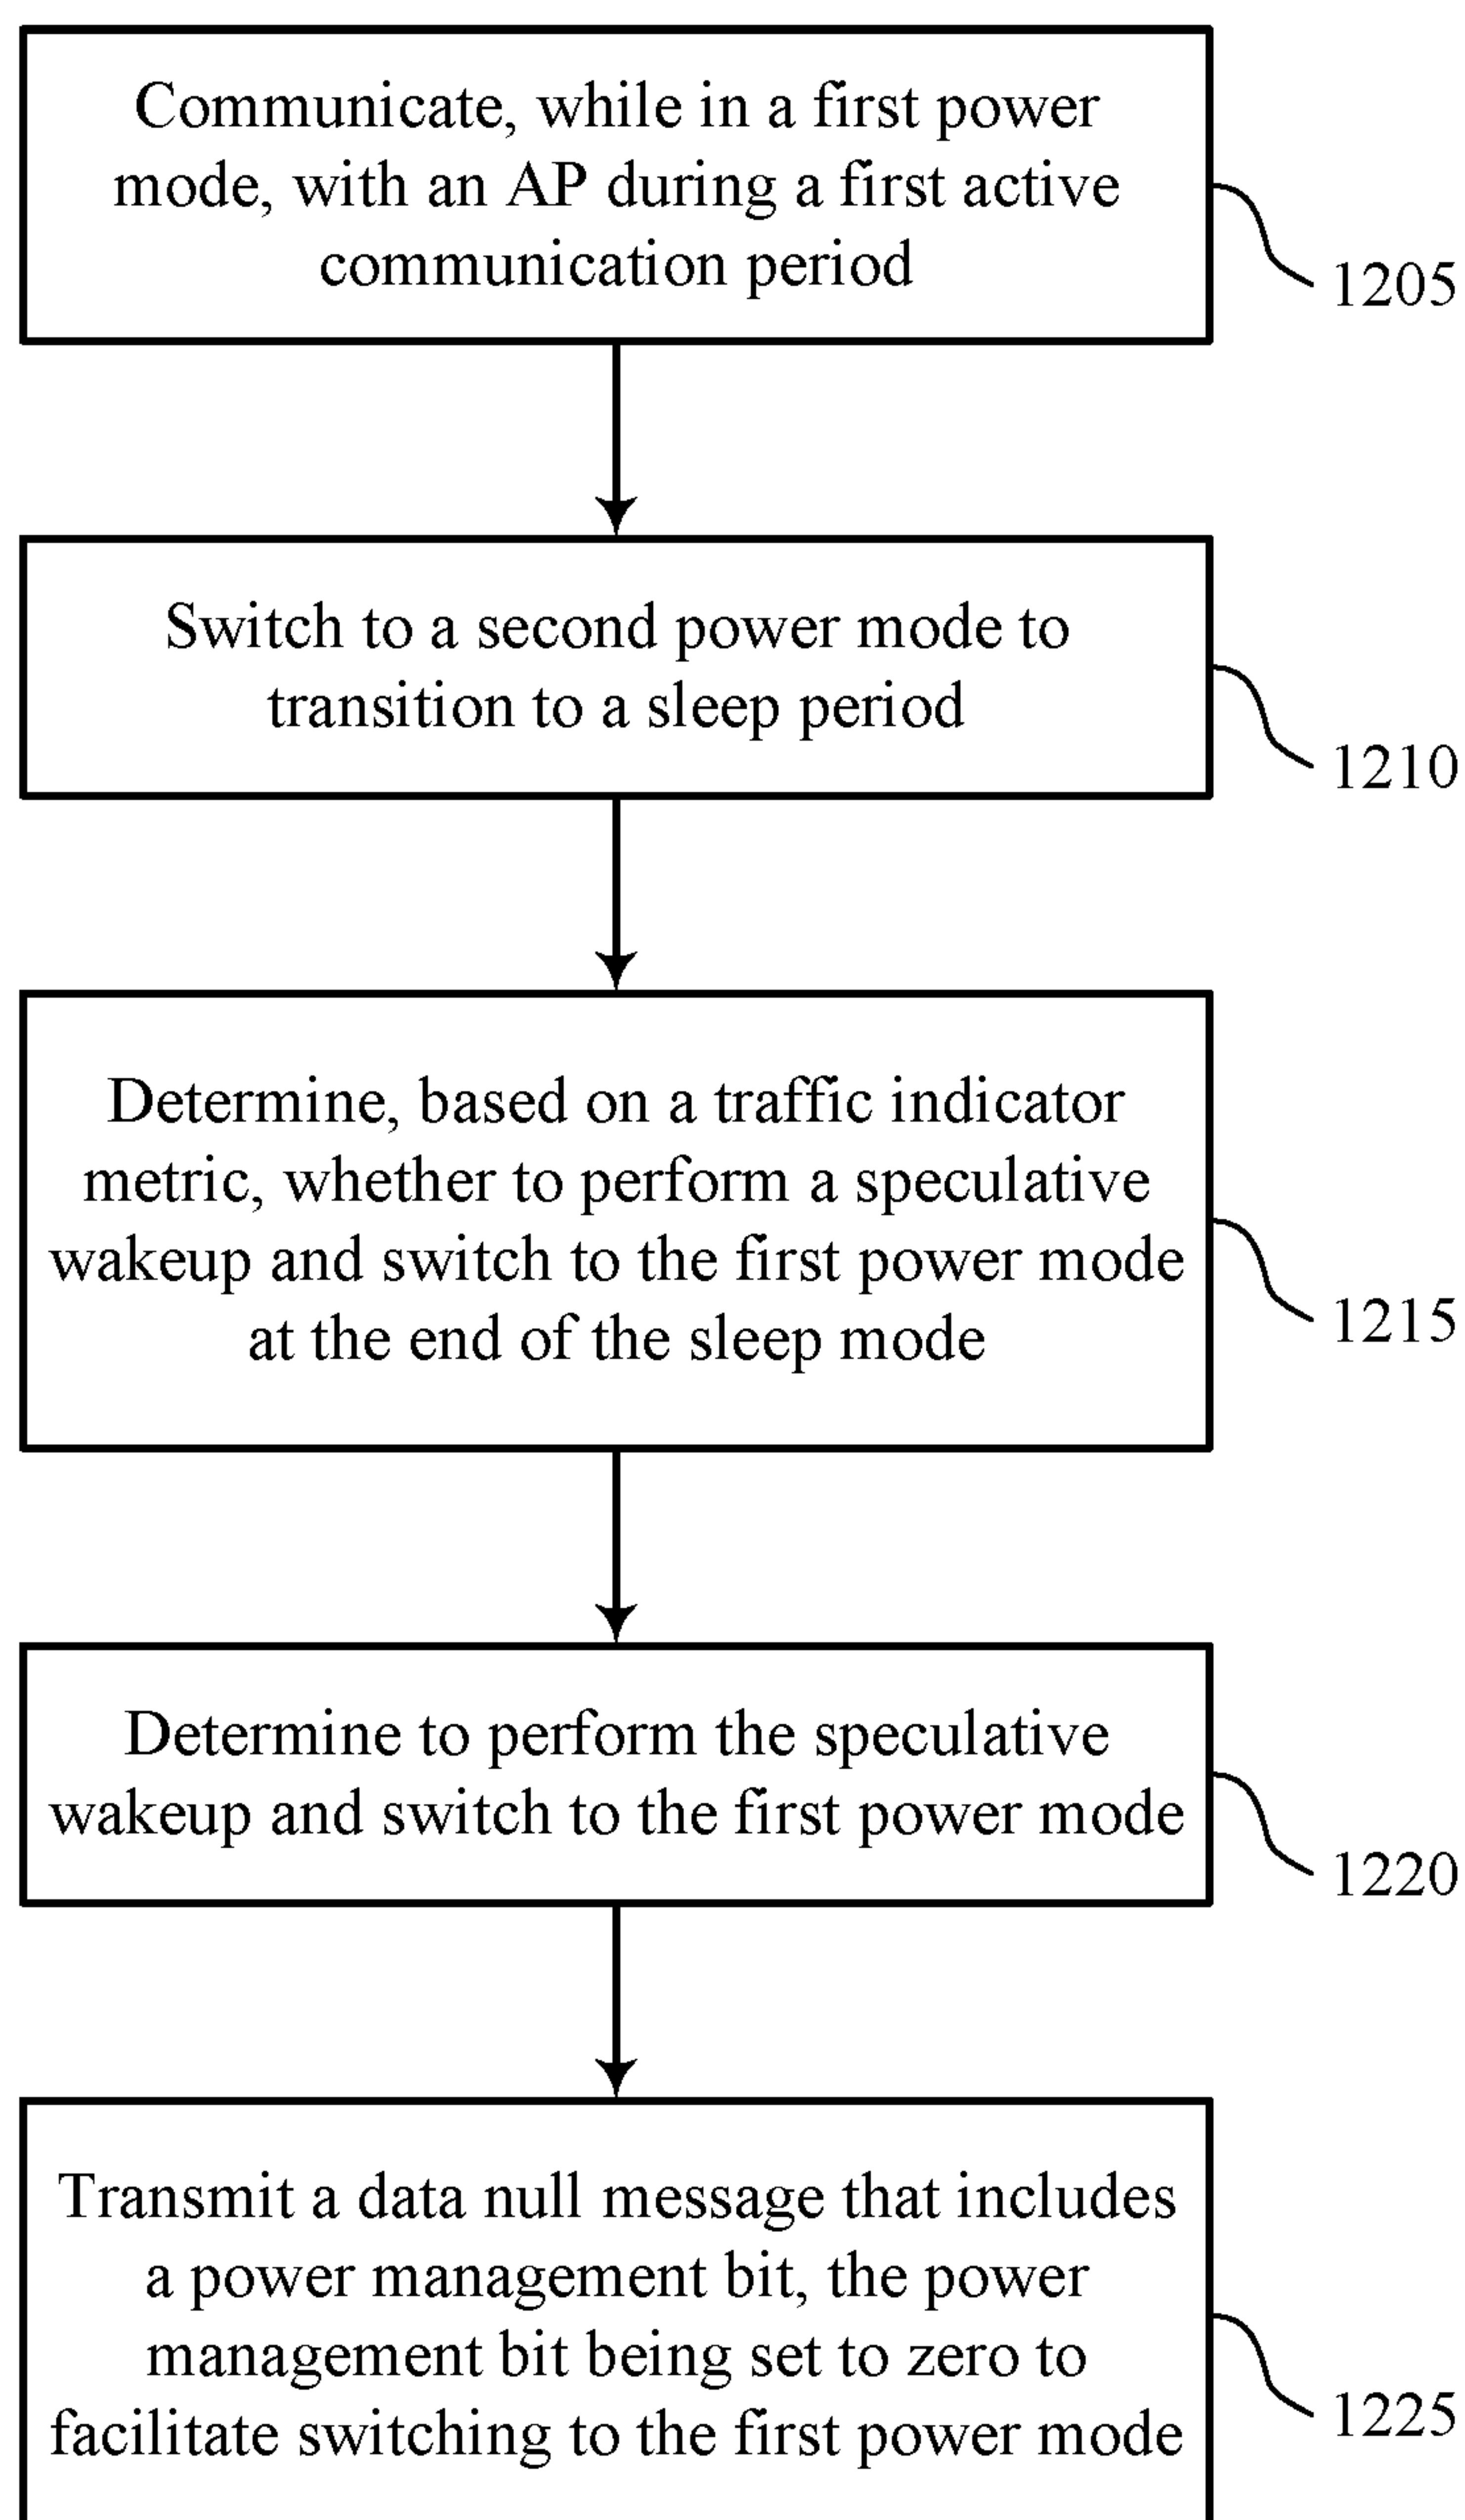 Communicate, while in a first power
mode, with an AP during a first active
communication period
1205
Switch to a second power mode to
transition to a sleep period
1210
Determine, based on a traffic indicator
metric, whether to perform a speculative
wakeup and switch to the first power mode
at the end of the sleep mode
1215
Determine to perform the speculative
wakeup and switch to the first power mode
1220
Transmit a data null message that includes
a power management bit, the power
management bit being set to zero to
facilitate switching to the first power mode
1225